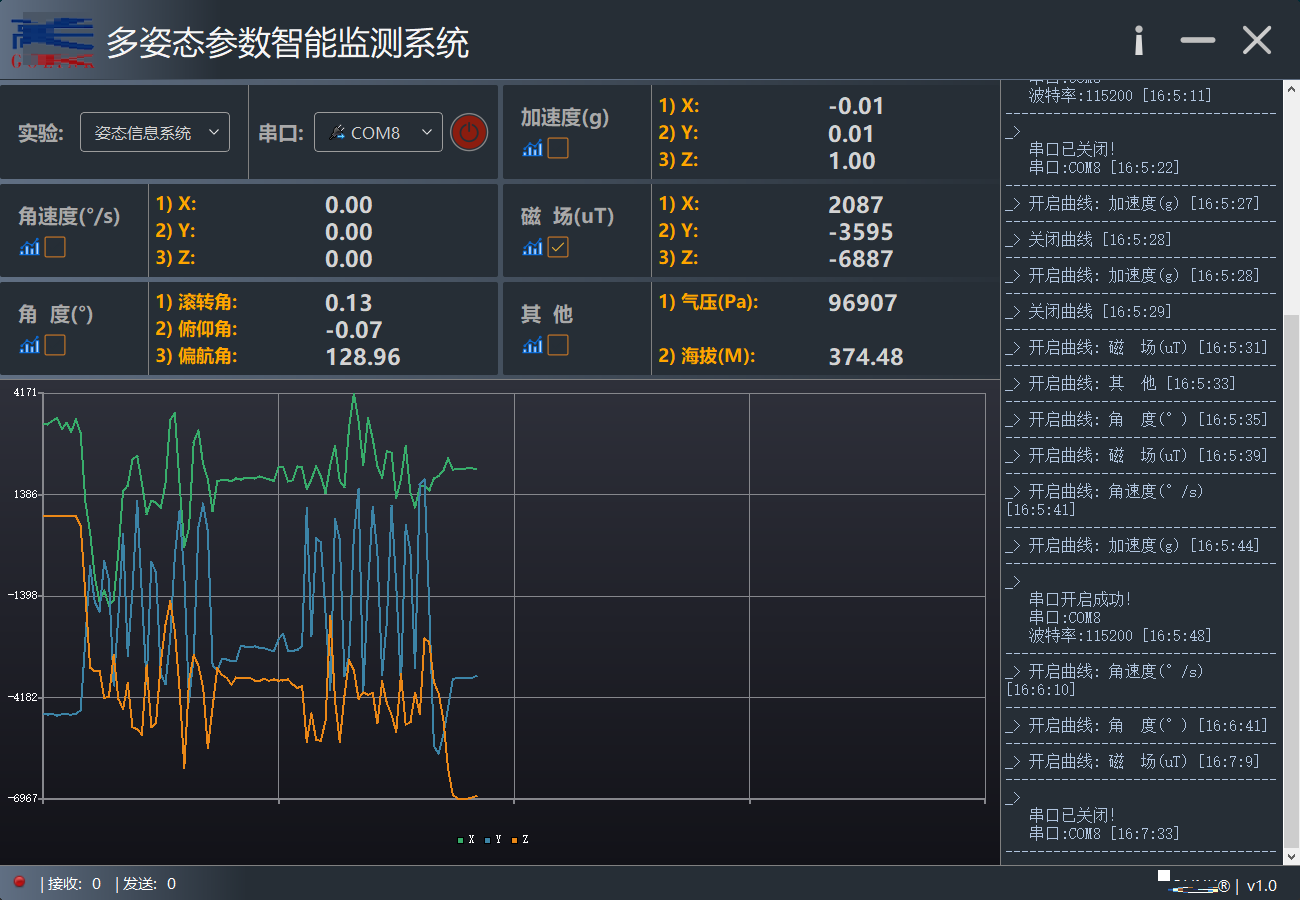 多姿态参数智能监测系统
实验:
姿态信息系统
串口:
COM8
加速度(g)
1) X: -0.01
2) Y: 0.01
3) Z: 1.00
角速度(°/s)
1) X: 0.00
2) Y: 0.00
3) Z: 0.00
磁 场(uT)
1) X: 2087
2) Y: -3595
3) Z: -6887
角 度(°)
1) 滚转角: 0.13
2) 俯仰角: -0.07
3) 偏航角: 128.96
其 他
1) 气压(Pa): 96907
2) 海拔(M): 374.48
4171
1386
-1398
-4182
-6967
X Y Z
波特率:115200 [16:5:11]
_>
串口已关闭!
串口:COM8 [16:5:22]
_> 开启曲线: 加速度(g) [16:5:27]
_> 关闭曲线 [16:5:28]
_> 开启曲线: 加速度(g) [16:5:28]
_> 关闭曲线 [16:5:29]
_> 开启曲线: 磁 场(uT) [16:5:31]
_> 开启曲线: 其 他 [16:5:33]
_> 开启曲线: 角 度(°) [16:5:35]
_> 开启曲线: 磁 场(uT) [16:5:39]
_> 开启曲线: 角速度(°/s)
[16:5:41]
_> 开启曲线: 加速度(g) [16:5:44]
_>
串口开启成功!
串口:COM8
波特率:115200 [16:5:48]
_> 开启曲线: 角速度(°/s)
[16:6:10]
_> 开启曲线: 角 度(°) [16:6:41]
_> 开启曲线: 磁 场(uT) [16:7:9]
_>
串口已关闭!
串口:COM8 [16:7:33]
|接收: 0 |发送: 0
® | v1.0